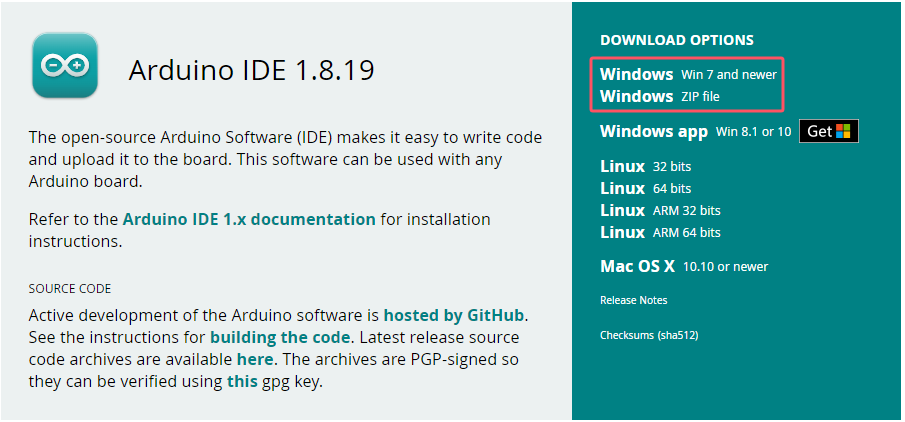 Arduino IDE 1.8.19
The open-source Arduino Software (IDE) makes it easy to write code
and upload it to the board. This software can be used with any
Arduino board.
Refer to the Arduino IDE 1.x documentation for installation
instructions.
SOURCE CODE
Active development of the Arduino software is hosted by GitHub.
See the instructions for building the code. Latest release source
code archives are available here. The archives are PGP-signed so
they can be verified using this gpg key.
DOWNLOAD OPTIONS
Windows Win 7 and newer
Windows ZIP file
Windows app Win 8.1 or 10 Get
Linux 32 bits
Linux 64 bits
Linux ARM 32 bits
Linux ARM 64 bits
Mac OS X 10.10 or newer
Release Notes
Checksums (sha512)